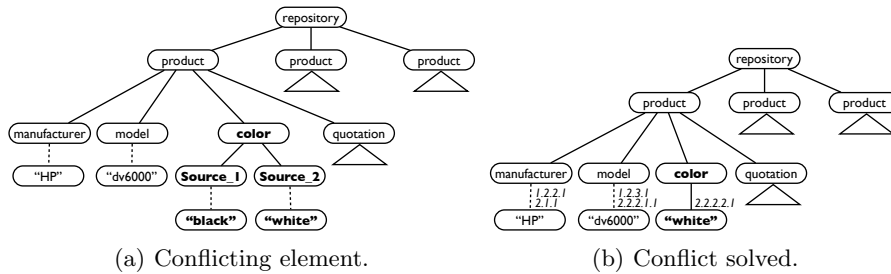 repository
product
product
product
manufacturer
model
color
quotation
"HP"
"dv6000"
Source_1
Source_2
"black"
"white"
(a) Conflicting element.
repository
product
product
product
manufacturer
model
color
quotation
1.2.2.1
2.1.1
1.2.3.1
2.2.2.1.1
2.2.2.2.1
"HP"
"dv6000"
"white"
(b) Conflict solved.